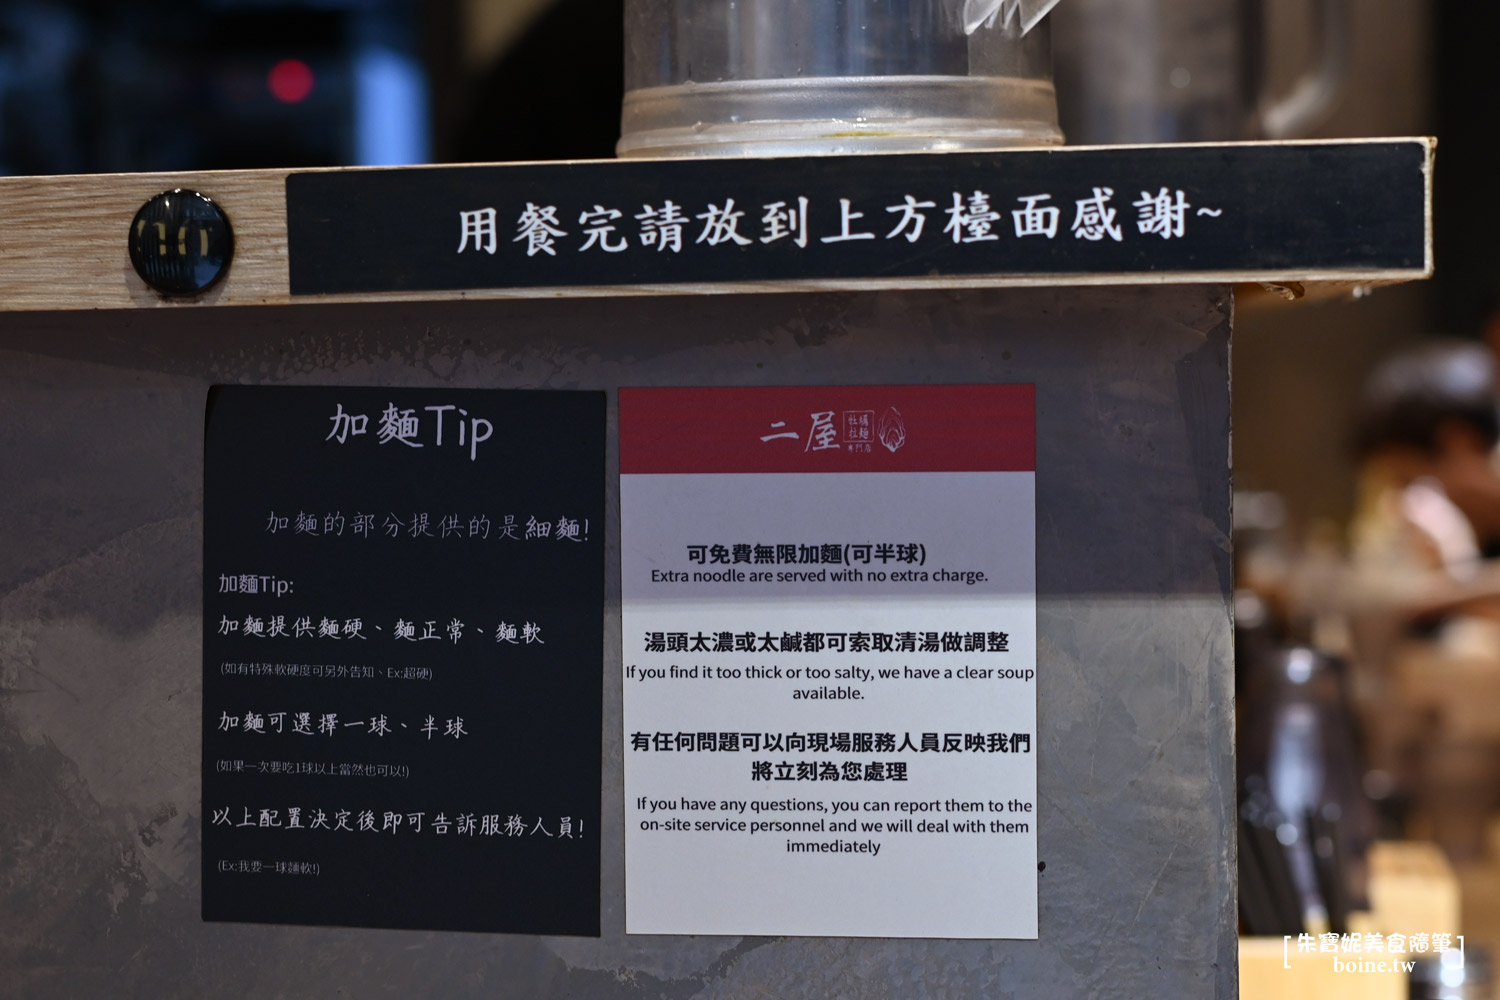 用餐完請放到上方檯面感謝~
加麵Tip
加麵的部分提供的是細麵!
加麵Tip:
加麵提供麵硬、麵正常、麵軟
(如有特殊軟硬度可另外告知、Ex:超硬)
加麵可選擇一球、半球
(如果一次要吃1球以上當然也可以!)
以上配置決定後即可告訴服務人員!
(Ex:我要一球麵軟!)
二屋
牡蠣
拉麵
專門店
可免費無限加麵(可半球)
Extra noodle are served with no extra charge.
湯頭太濃或太鹹都可索取清湯做調整
If you find it too thick or too salty, we have a clear soup
available.
有任何問題可以向現場服務人員反映我們
將立刻為您處理
If you have any questions, you can report them to the
on-site service personnel and we will deal with them
immediately
[朱寶妮美食隨筆]
boine.tw